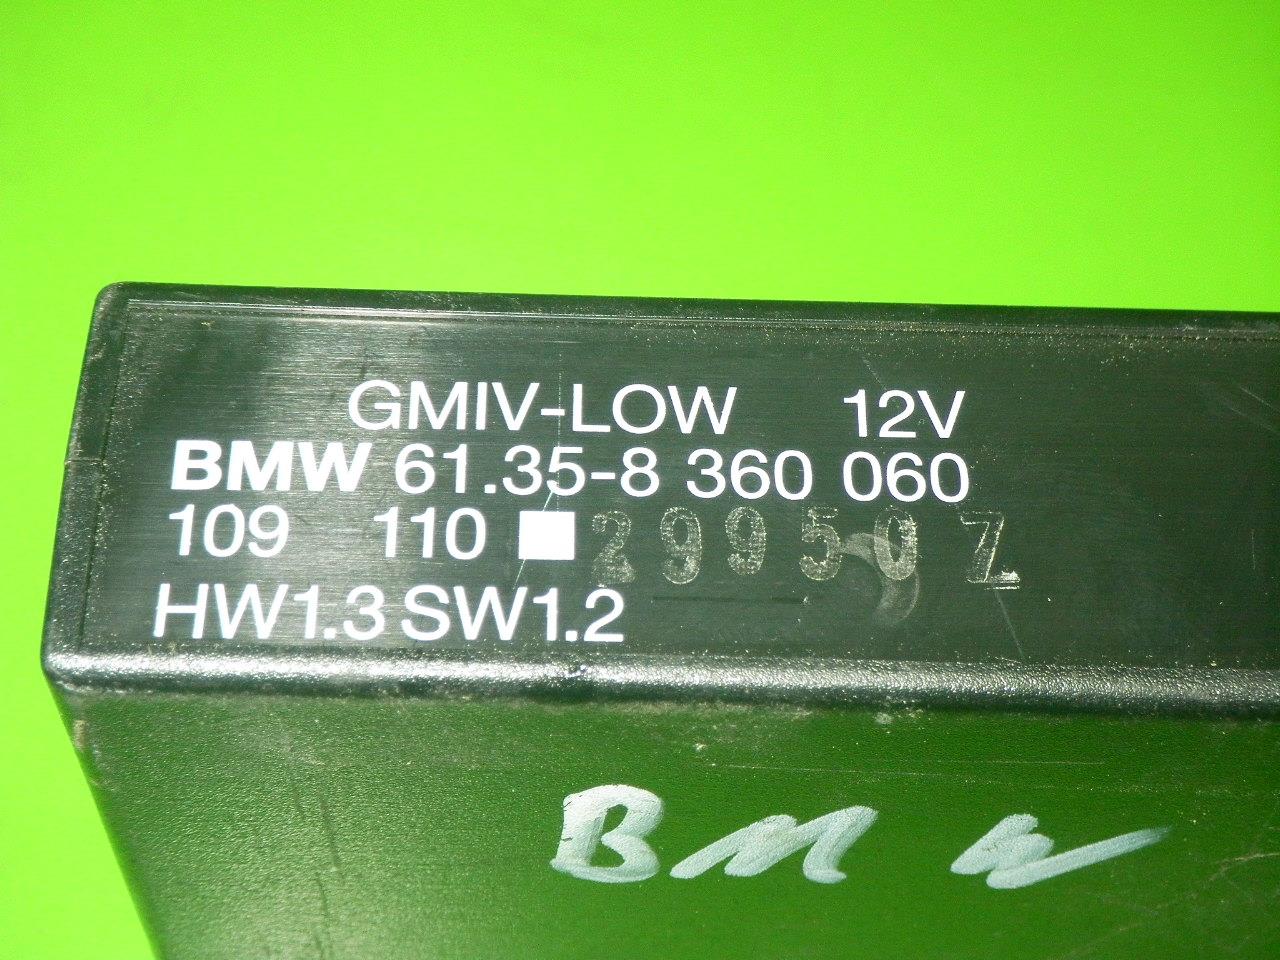 GMIV-LOW 12V
BMW 61.35-8 360 060
109 110 299507
HW1.3 SW1.2
BMW